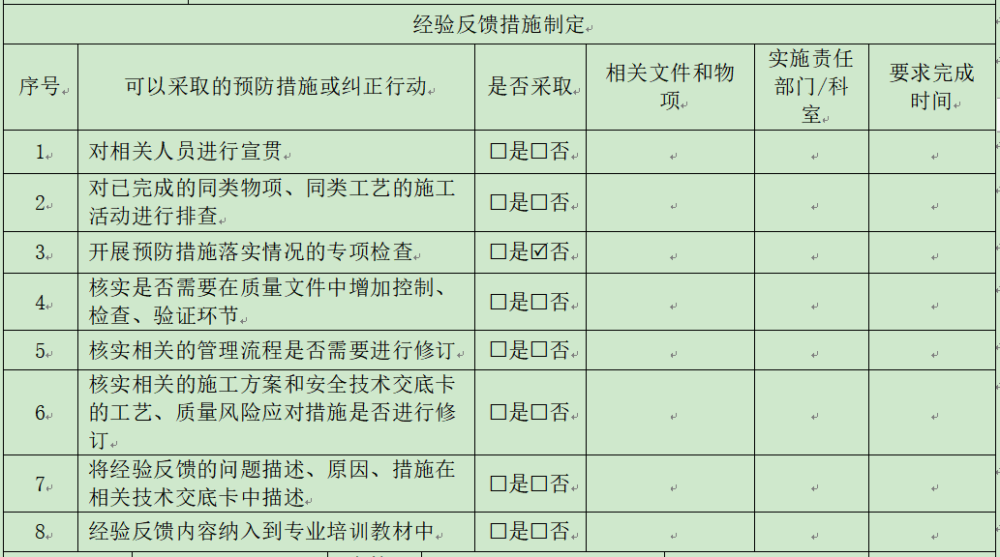 经验反馈措施制定
序号 可以采取的预防措施或纠正行动 是否采取 相关文件和物项 实施责任部门/科室 要求完成时间
1 对相关人员进行宣贯 ☐是☐否
2 对已完成的同类物项、同类工艺的施工
活动进行排查 ☐是☐否
3 开展预防措施落实情况的专项检查 ☐是☑否
4 核实是否需要在质量文件中增加控制、
检查、验证环节 ☐是☐否
5 核实相关的管理流程是否需要进行修订 ☐是☐否
6 核实相关的施工方案和安全技术交底卡
的工艺、质量风险应对措施是否进行修
订 ☐是☐否
7 将经验反馈的问题描述、原因、措施在
相关技术交底卡中描述 ☐是☐否
8 经验反馈内容纳入到专业培训教材中 ☐是☐否